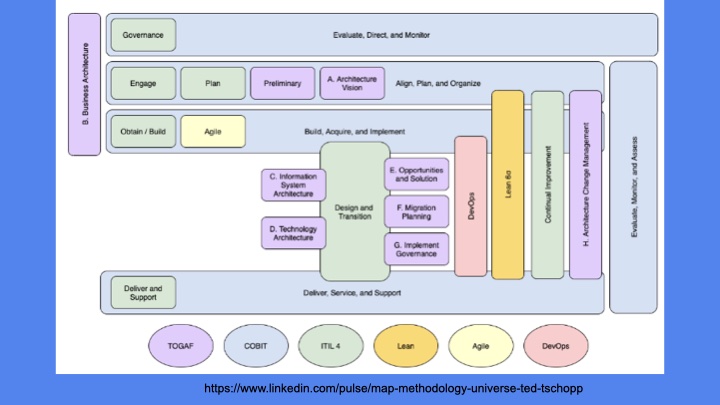 B. Business Architecture
Governance
Evaluate, Direct, and Monitor
Engage
Plan
Preliminary
A. Architecture
Vision
Align, Plan, and Organize
Obtain / Build
Agile
Build, Acquire, and Implement
C. Information
System
Architecture
D. Technology
Architecture
Design and
Transition
E. Opportunities
and Solution
F. Migration
Planning
G. Implement
Governance
DevOps
Lean 6σ
Continual Improvement
H. Architecture Change Management
Evaluate, Monitor, and Assess
Deliver and
Support
Deliver, Service, and Support
TOGAF
COBIT
ITIL 4
Lean
Agile
DevOps
https://www.linkedin.com/pulse/map-methodology-universe-ted-tschopp